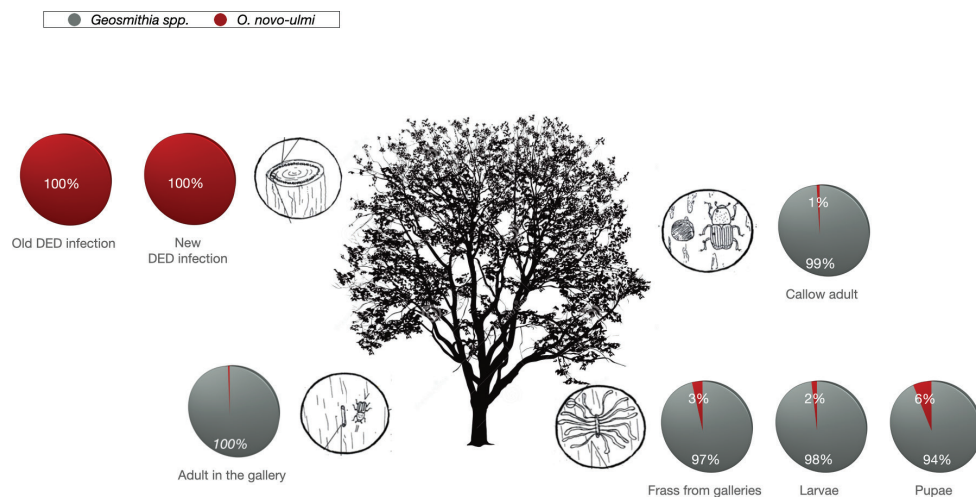 Geosmithia spp. O. novo-ulmi
100%
100%
Old DED infection
New
DED infection
1%
99%
Callow adult
100%
Adult in the gallery
3%
97%
Frass from galleries
2%
98%
Larvae
6%
94%
Pupae